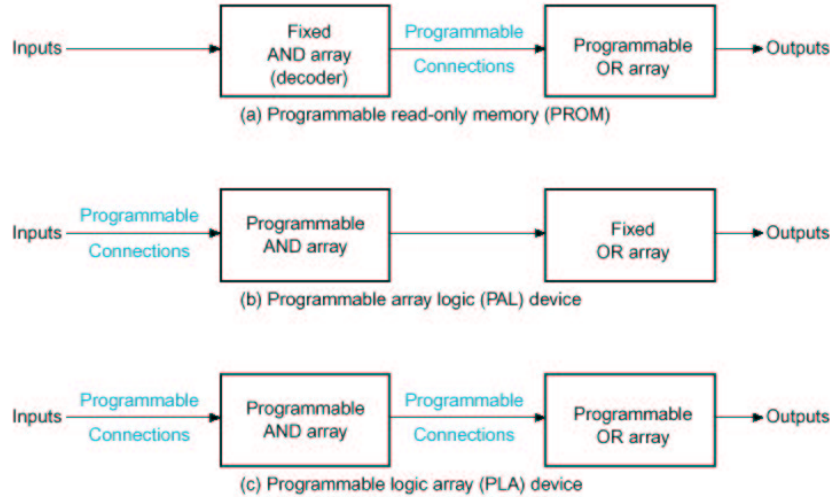 Inputs
Fixed
AND array
(decoder)
Programmable
Connections
Programmable
OR array
Outputs
(a) Programmable read-only memory (PROM)
Inputs
Programmable
Connections
Programmable
AND array
Fixed
OR array
Outputs
(b) Programmable array logic (PAL) device
Inputs
Programmable
Connections
Programmable
AND array
Programmable
Connections
Programmable
OR array
Outputs
(c) Programmable logic array (PLA) device